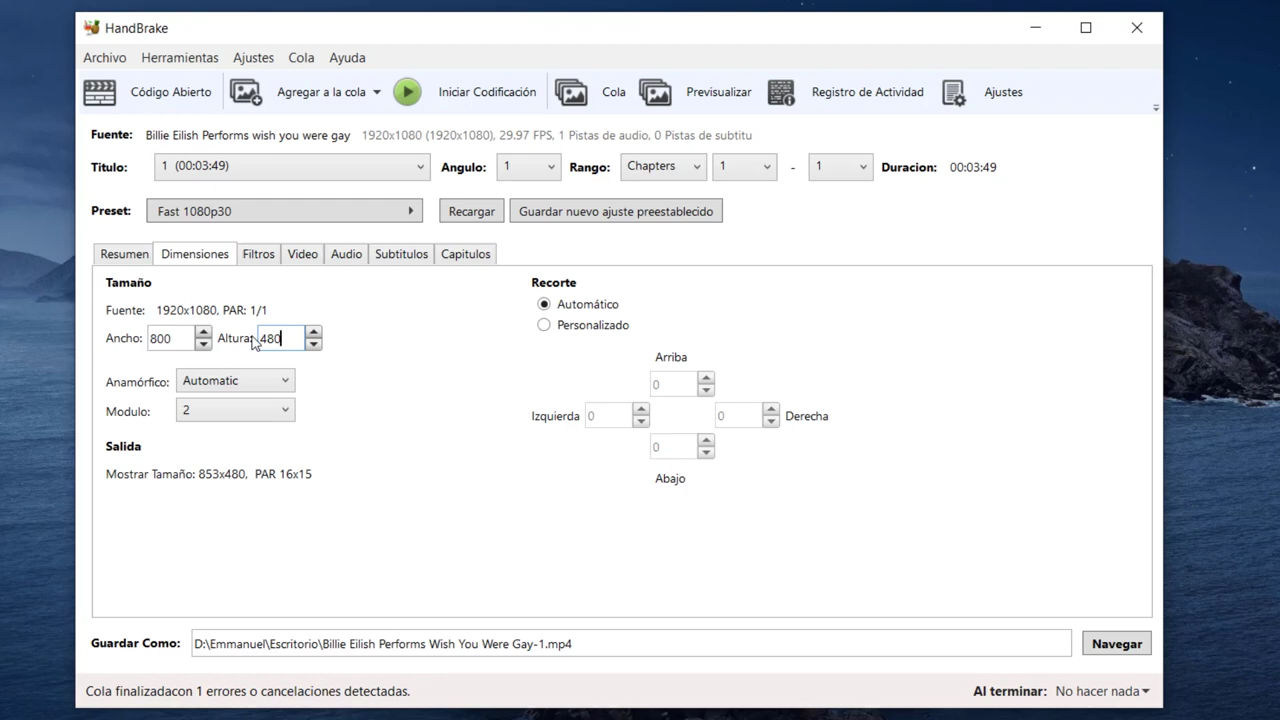 HandBrake
Archivo Herramientas Ajustes Cola Ayuda
Código Abierto Agregar a la cola Iniciar Codificación Cola Previsualizar Registro de Actividad Ajustes
Fuente: Billie Eilish Performs wish you were gay 1920x1080 (1920x1080), 29.97 FPS, 1 Pistas de audio, 0 Pistas de subtitu
Titulo: 1 (00:03:49) Angulo: 1 Rango: Chapters 1 - 1 Duracion: 00:03:49
Preset: Fast 1080p30 Recargar Guardar nuevo ajuste preestablecido
Resumen Dimensiones Filtros Video Audio Subtitulos Capitulos
Tamaño
Fuente: 1920x1080, PAR: 1/1
Ancho: 800 Altura: 480
Anamórfico: Automatic
Modulo: 2
Salida
Mostrar Tamaño: 853x480, PAR 16x15
Recorte
Automático
Personalizado
Arriba
0
Izquierda 0 0 Derecha
0
Abajo
Guardar Como: D:\Emmanuel\Escritorio\Billie Eilish Performs Wish You Were Gay-1.mp4 Navegar
Cola finalizadacon 1 errores o cancelaciones detectadas. Al terminar: No hacer nada